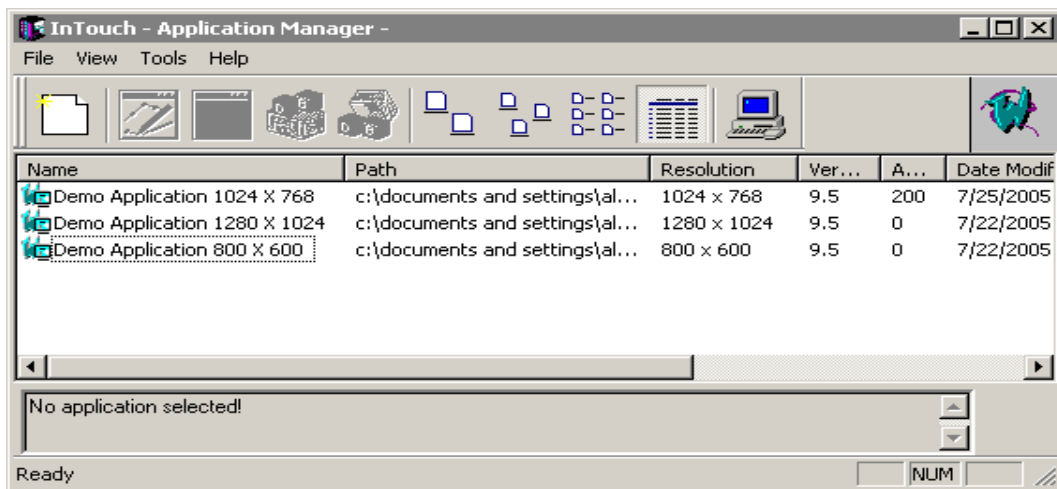 InTouch - Application Manager -
File View Tools Help
Name Path Resolution Ver... A... Date Modif
Demo Application 1024 X 768 c:\documents and settings\al... 1024 x 768 9.5 200 7/25/2005
Demo Application 1280 X 1024 c:\documents and settings\al... 1280 x 1024 9.5 0 7/22/2005
Demo Application 800 X 600 c:\documents and settings\al... 800 x 600 9.5 0 7/22/2005
No application selected!
Ready NUM